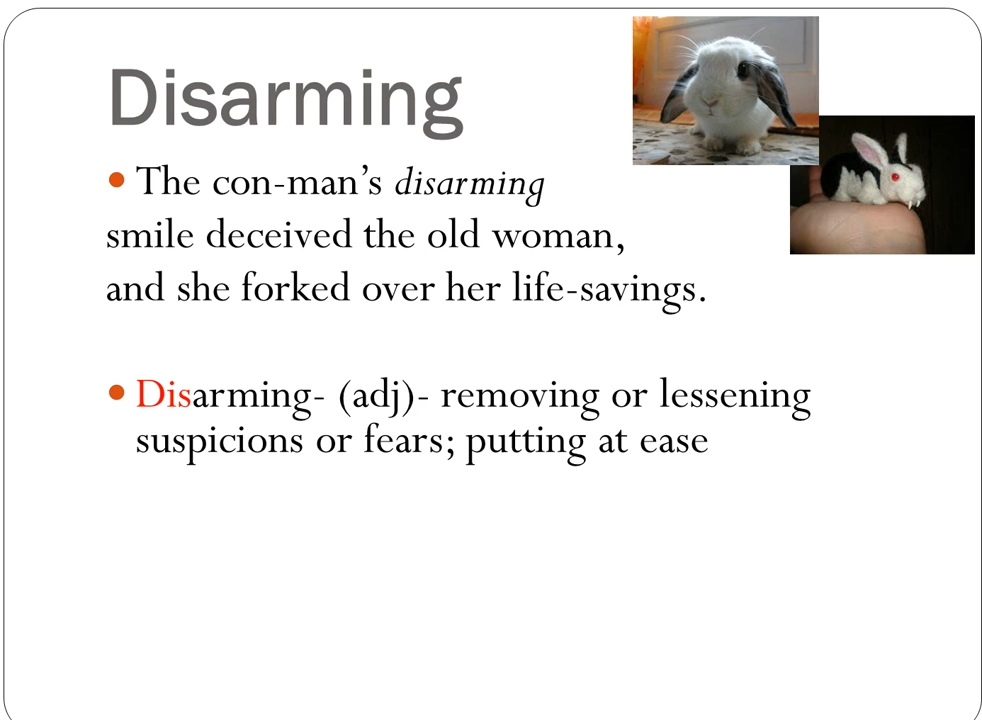 Disarming
• The con-man’s disarming
smile deceived the old woman,
and she forked over her life-savings.
• Disarming- (adj)- removing or lessening
suspicions or fears; putting at ease